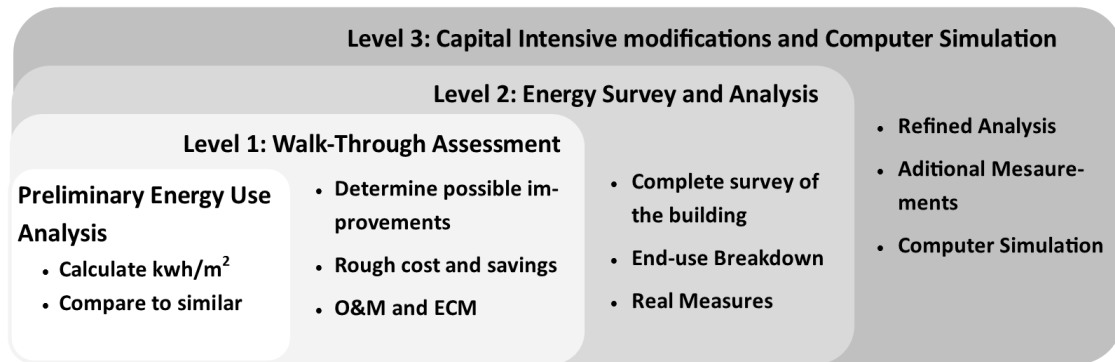 Level 3: Capital Intensive modifications and Computer Simulation
Level 2: Energy Survey and Analysis
Level 1: Walk-Through Assessment
Preliminary Energy Use
Analysis
• Calculate kwh/m²
• Compare to similar
• Determine possible im-
provements
• Rough cost and savings
• O&M and ECM
• Complete survey of
the building
• End-use Breakdown
• Real Measures
• Refined Analysis
• Aditional Mesaure-
ments
• Computer Simulation